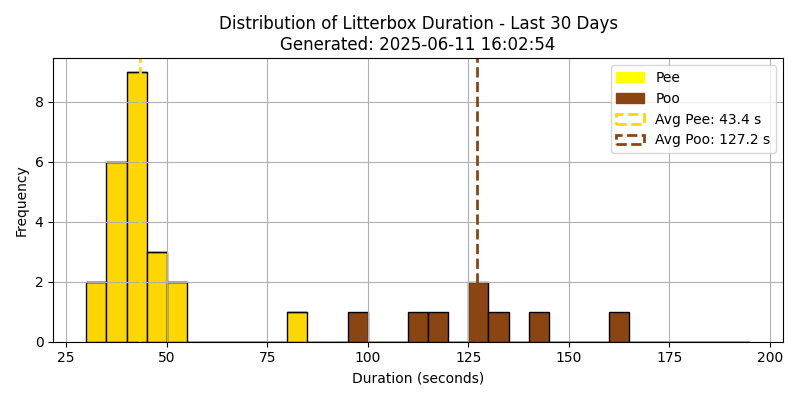 Distribution of Litterbox Duration - Last 30 Days
Generated: 2025-06-11 16:02:54
Pee
Poo
Avg Pee: 43.4 s
Avg Poo: 127.2 s
Frequency
8
6
4
2
0
25 50 75 100 125 150 175 200
Duration (seconds)